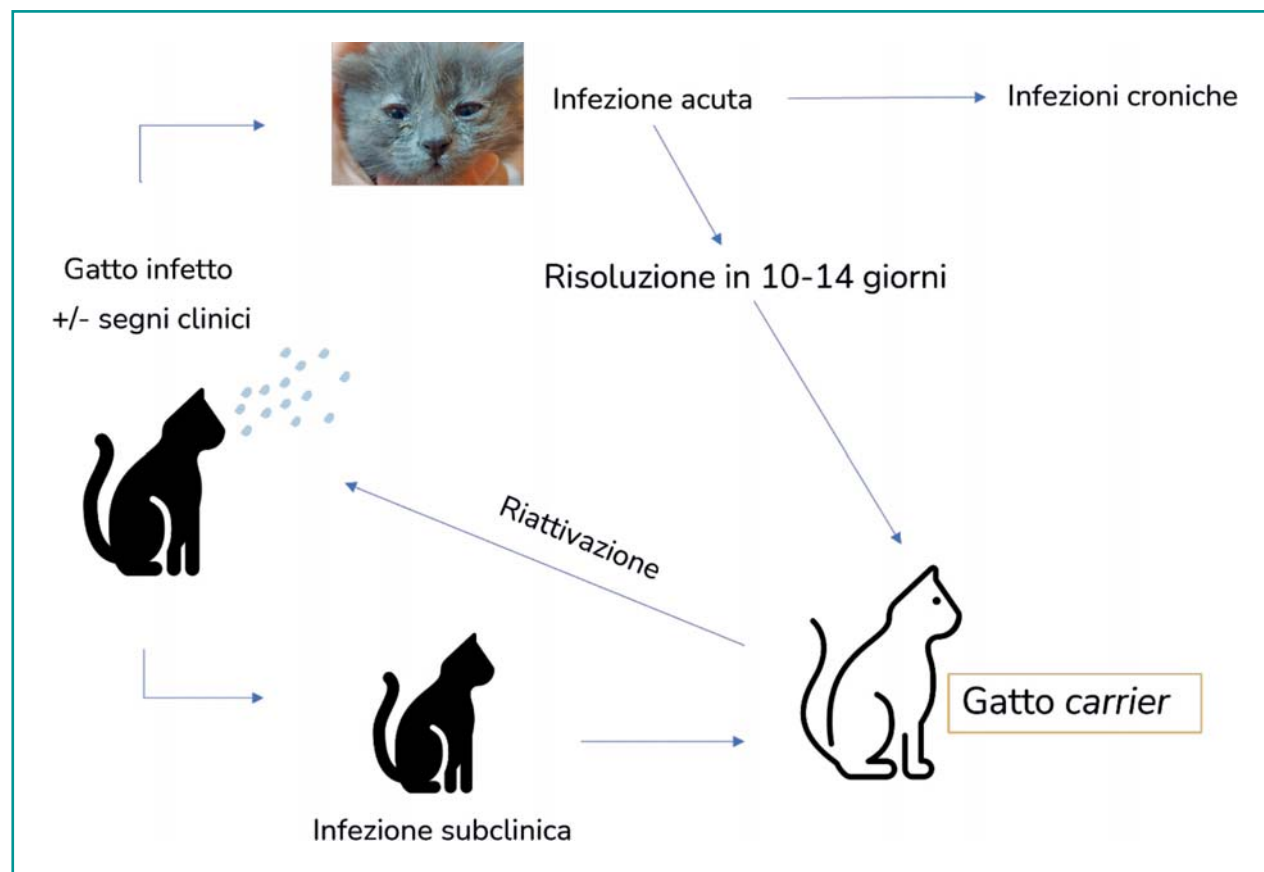 Infezione acuta
Infezioni croniche
Gatto infetto
+/- segni clinici
Risoluzione in 10-14 giorni
Riattivazione
Gatto carrier
Infezione subclinica